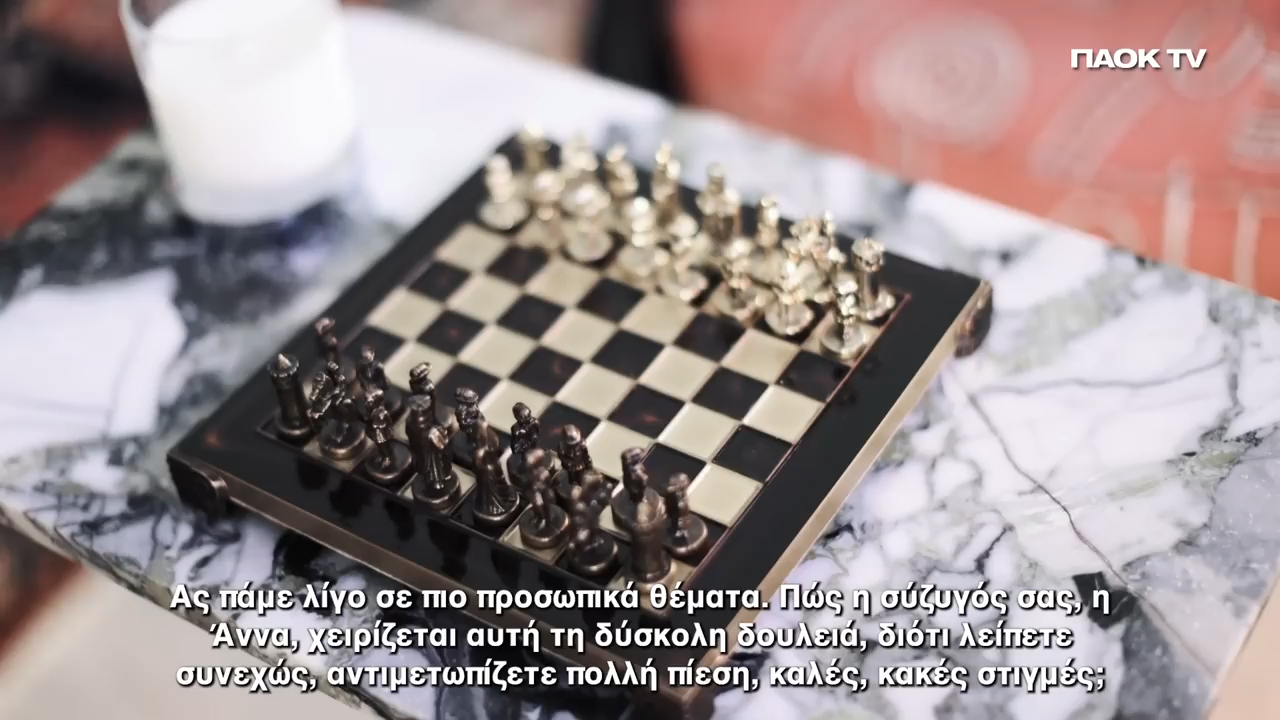 ΠΑΟΚ TV
Ας πάμε λίγο σε πιο προσωπικά θέματα. Πώς η σύζυγός σας, η
Άννα, χειρίζεται αυτή τη δύσκολη δουλειά, διότι λείπετε
συνεχώς, αντιμετωπίζετε πολλή πίεση, καλές, κακές στιγμές;